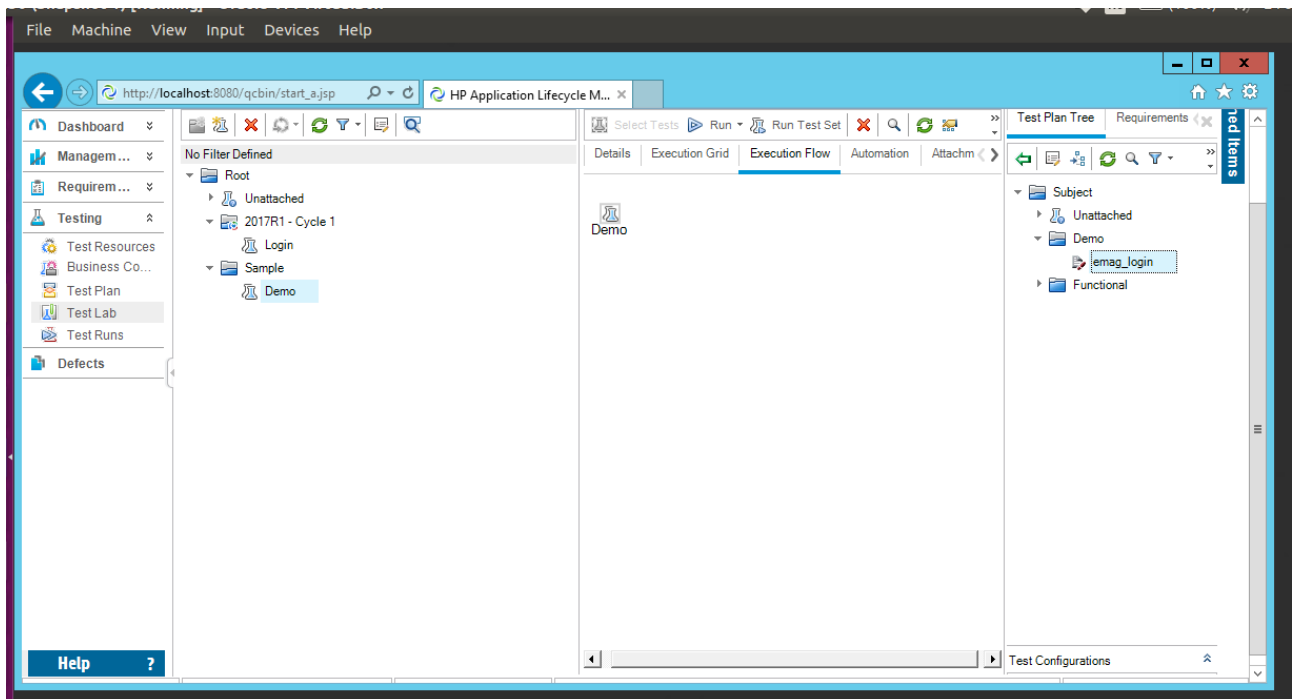 File Machine View Input Devices Help
http://localhost:8080/qcbin/start_a.jsp
HP Application Lifecycle M...
Dashboard
Managem...
Requirem...
Testing
Test Resources
Business Co...
Test Plan
Test Lab
Test Runs
Defects
Help ?
No Filter Defined
Root
Unattached
2017R1 - Cycle 1
Login
Sample
Demo
Select Tests Run Run Test Set
Details Execution Grid Execution Flow Automation Attachm
Demo
Test Plan Tree Requirements
Subject
Unattached
Demo
emag_login
Functional
Test Configurations
ned Items